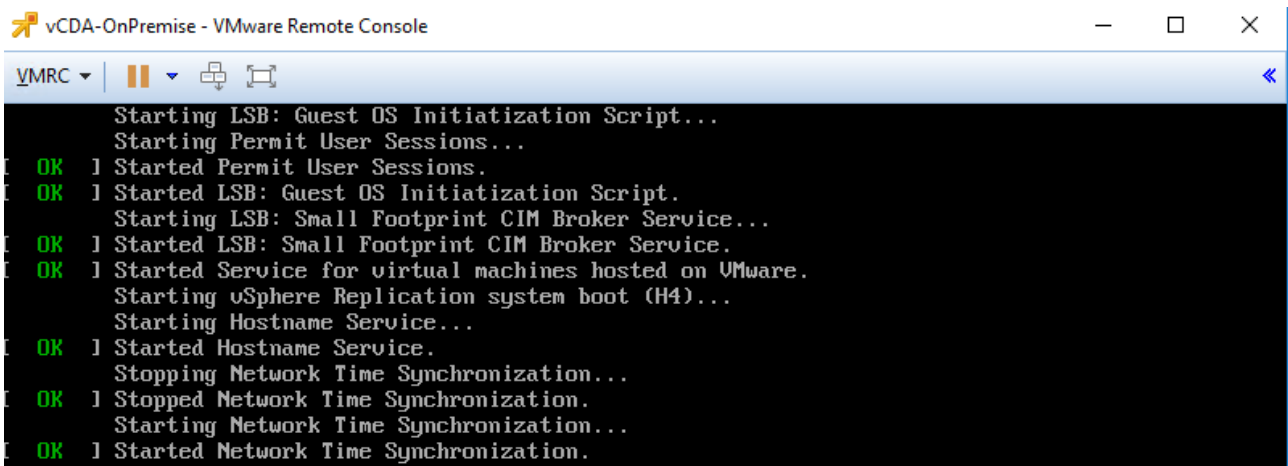 vCDA-OnPremise - VMware Remote Console
VMRC
Starting LSB: Guest OS Initiatization Script...
Starting Permit User Sessions...
[  OK  ] Started Permit User Sessions.
[  OK  ] Started LSB: Guest OS Initiatization Script.
Starting LSB: Small Footprint CIM Broker Service...
[  OK  ] Started LSB: Small Footprint CIM Broker Service.
[  OK  ] Started Service for virtual machines hosted on VMware.
Starting vSphere Replication system boot (H4)...
Starting Hostname Service...
[  OK  ] Started Hostname Service.
Stopping Network Time Synchronization...
[  OK  ] Stopped Network Time Synchronization.
Starting Network Time Synchronization...
[  OK  ] Started Network Time Synchronization.